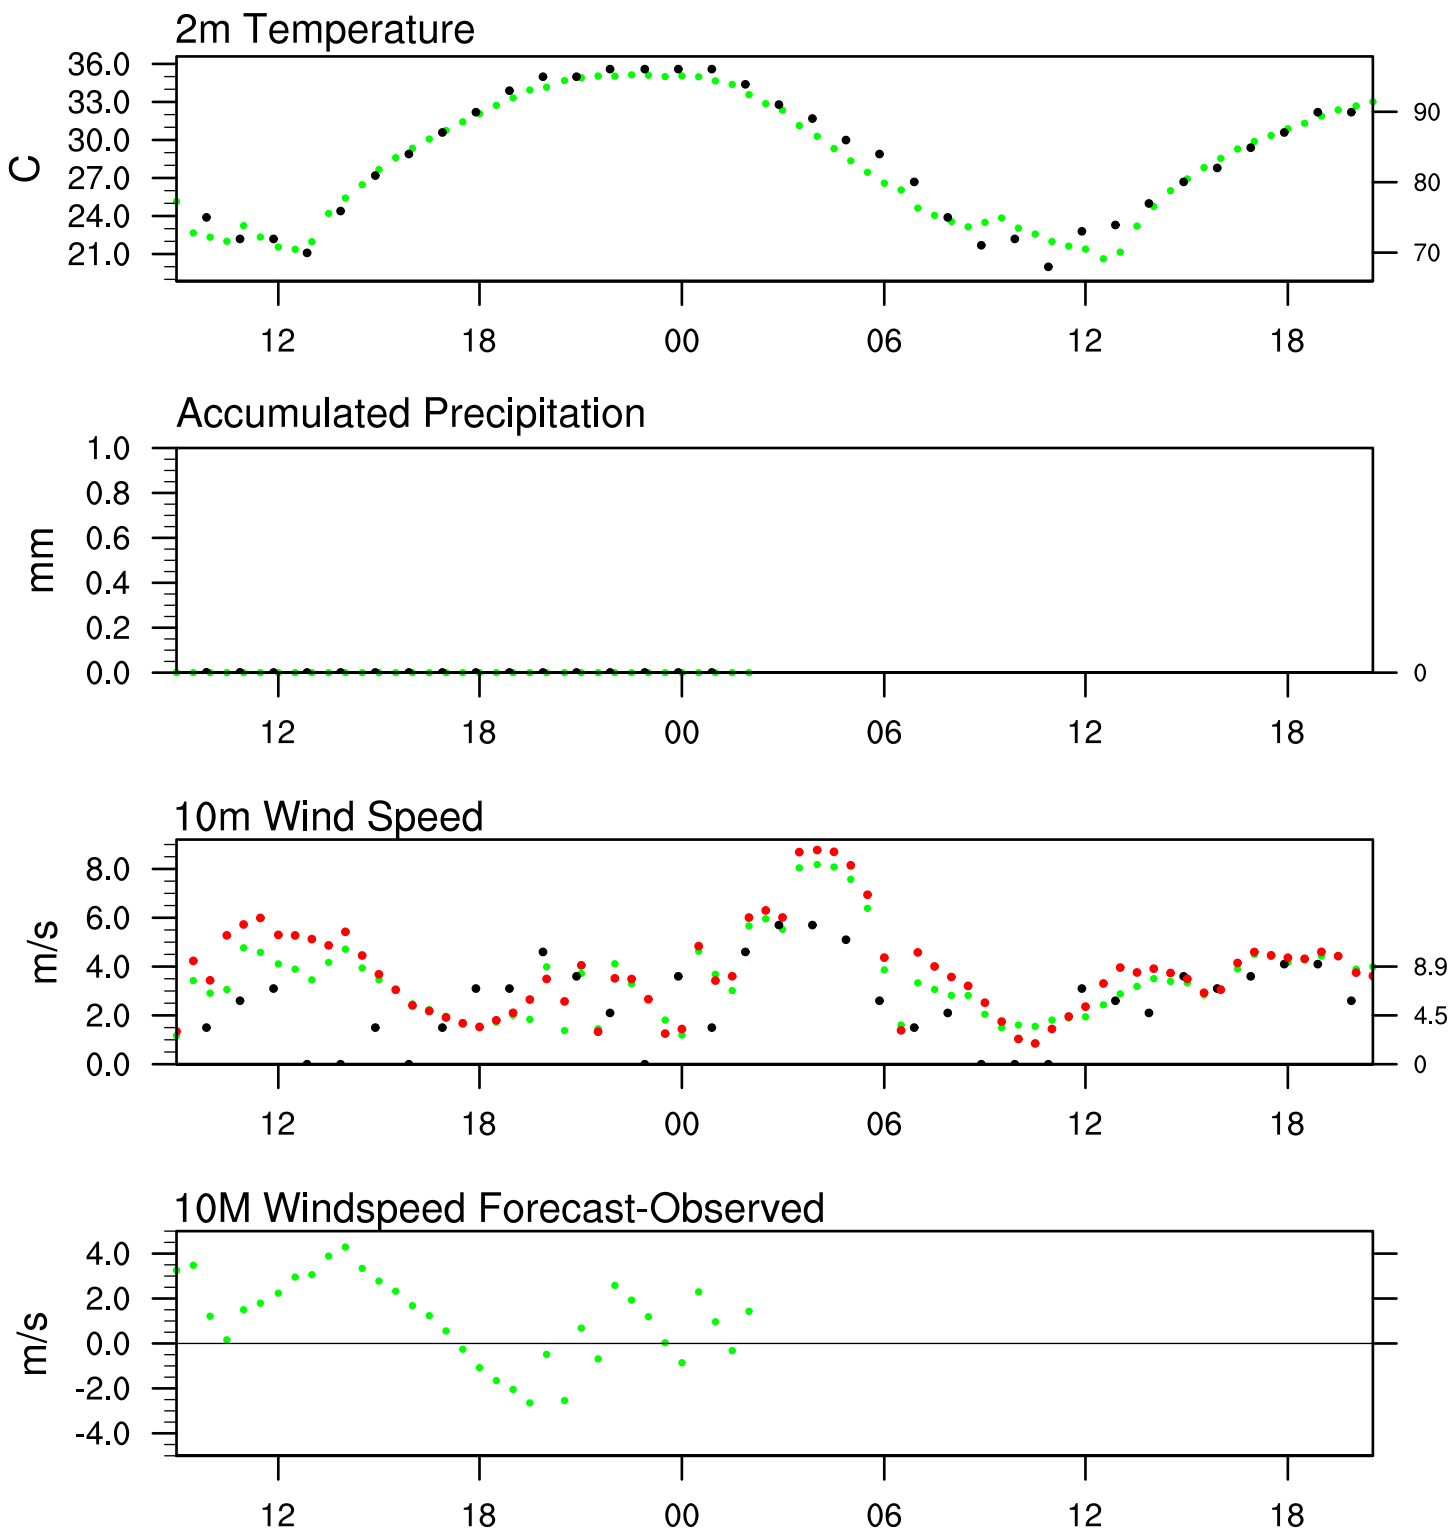 2m Temperature
36.0
33.0
30.0
27.0
24.0
21.0
C
90
80
70
12 18 00 06 12 18
Accumulated Precipitation
1.0
0.8
0.6
0.4
0.2
0.0
mm
0
12 18 00 06 12 18
10m Wind Speed
8.0
6.0
4.0
2.0
0.0
m/s
8.9
4.5
0
12 18 00 06 12 18
10M Windspeed Forecast-Observed
4.0
2.0
0.0
-2.0
-4.0
m/s
12 18 00 06 12 18